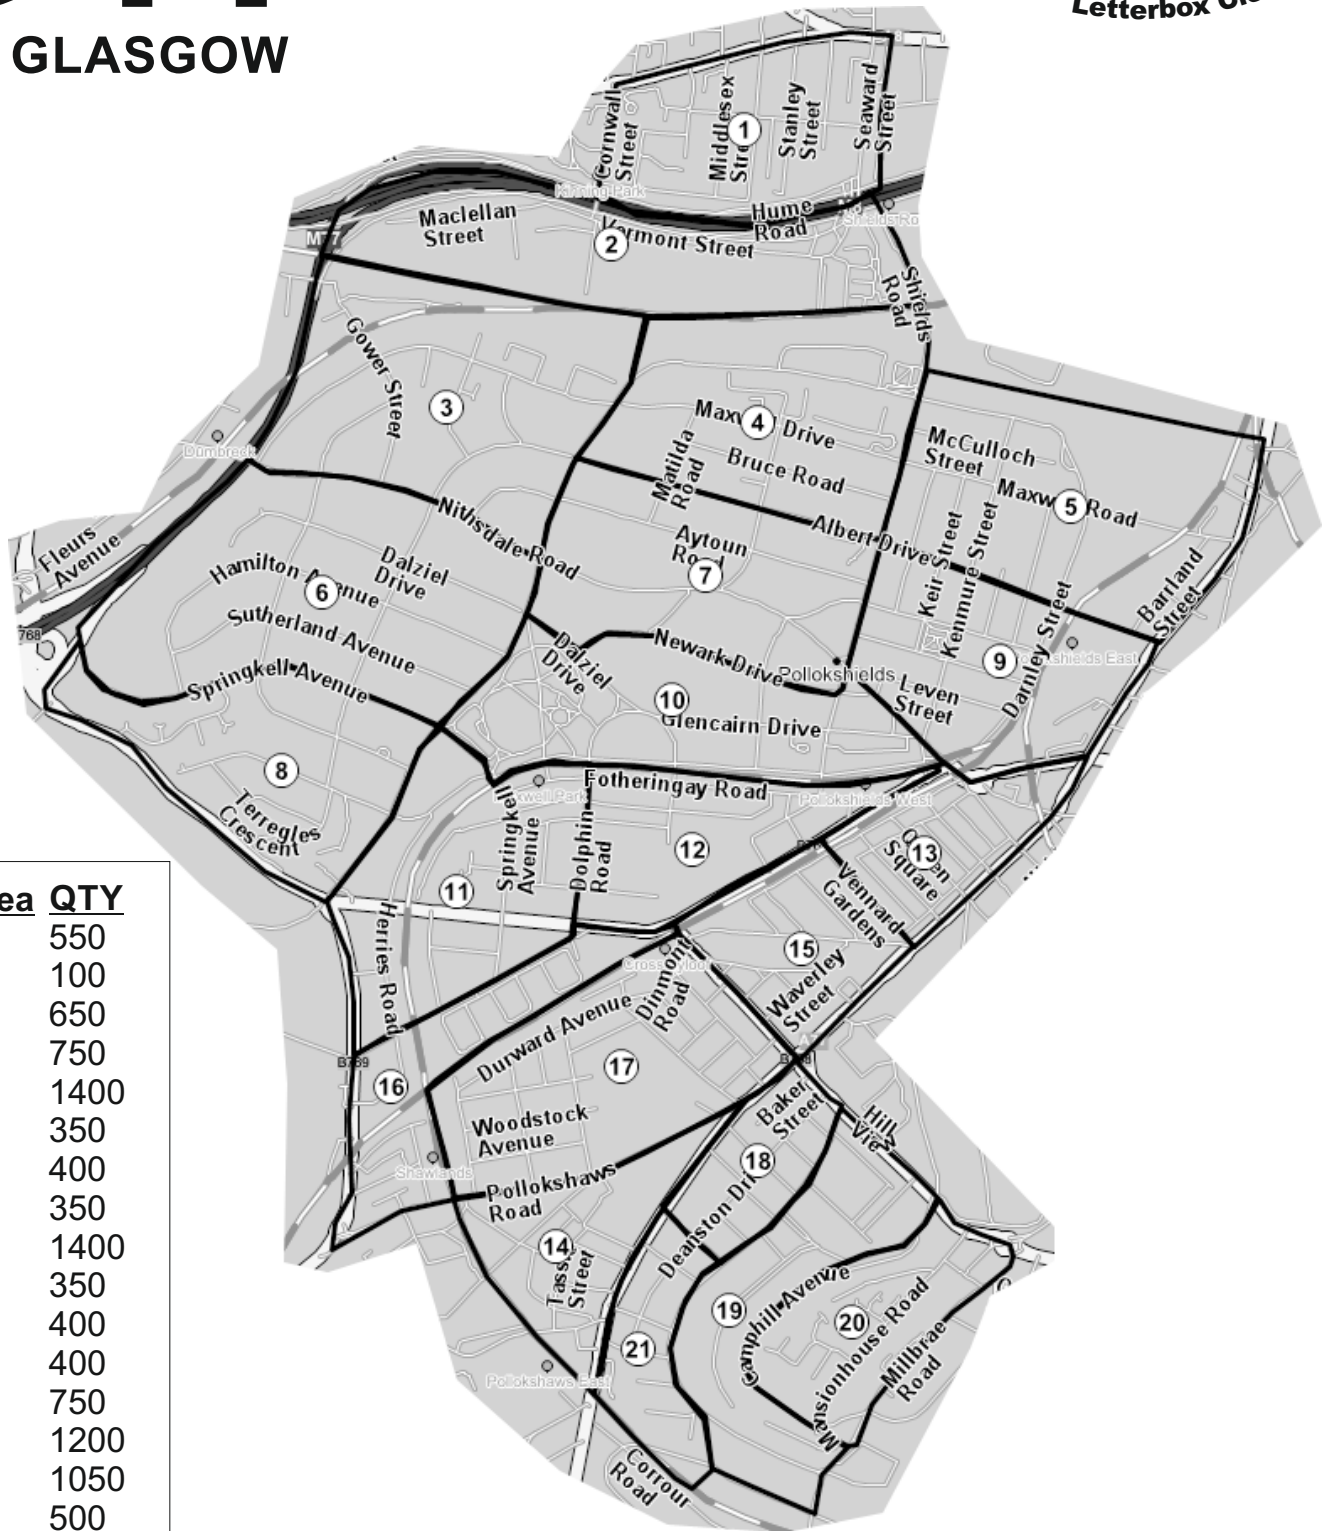 GLASGOW
Letterbox
Cornwall
Street
Middlesex
Stanley
Street
Seaward
Street
1
Kinning Park
Maclellan
Street
Hume
Road
2
Vermont Street
Shields
Road
Gower Street
3
Maxw
Drive
4
Dumbreck
Matilda
Road
Bruce Road
McCulloch
Street
Maxw
Road
5
Nithsdale Road
Albert Drive
Aytoun
7
Keir Street
Kenmure Street
Barrland
Street
Fleurs
Avenue
Hamilton Avenue
6
Dalziel
Drive
Sutherland Avenue
768
Springkell Avenue
Dalziel
Drive
Newark Drive
Pollokshields
9
Darnley Street
Leven
Street
10
Glencairn Drive
8
Fotheringay Road
Pollokshields West
Terregles
Crescent
Springkell
Avenue
Dolphin
Road
12
13
Square
Vennard
Gardens
11
Herries Road
15
Waverley
Street
Dinmont
Road
Durward Avenue
16
17
Baker
Street
Hill
View
Woodstock
Avenue
Shawlands
18
Pollokshaws
Road
Deanston Drive
14
Street
19
Camphill Avenue
20
Mansionhouse Road
Millbrae
Road
21
Pollokshaws East
Corrour
Road
ea QTY
550
100
650
750
1400
350
400
350
1400
350
400
400
750
1200
1050
500